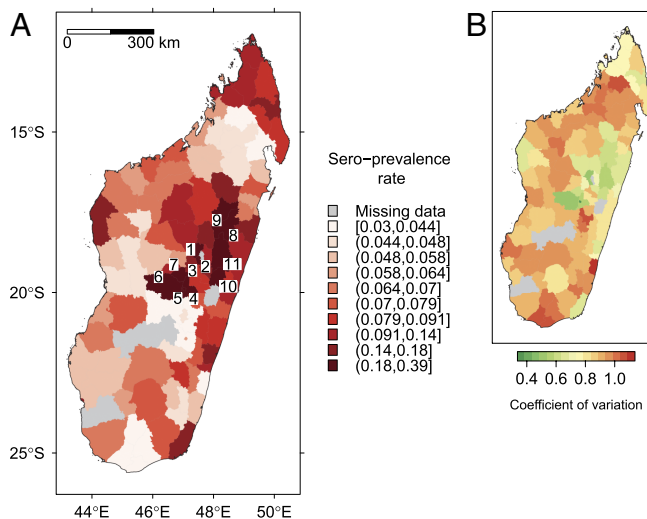 A
0 300 km
15°S
20°S
25°S
44°E 46°E 48°E 50°E
9
8
1
7
3 2 11
6
10
5 4
Sero−prevalence
rate
Missing data
[0.03,0.044]
(0.044,0.048]
(0.048,0.058]
(0.058,0.064]
(0.064,0.07]
(0.07,0.079]
(0.079,0.091]
(0.091,0.14]
(0.14,0.18]
(0.18,0.39]
B
0.4 0.6 0.8 1.0
Coefficient of variation